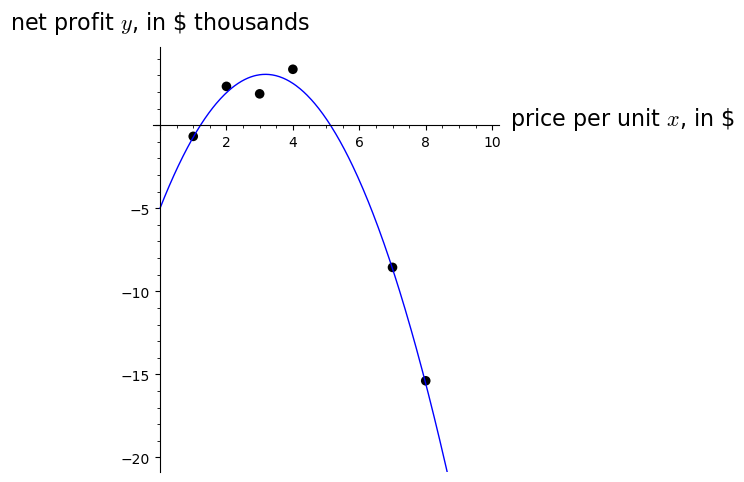 net profit y, in $ thousands
price per unit x, in $
2 4 6 8 10
−5
−10
−15
−20